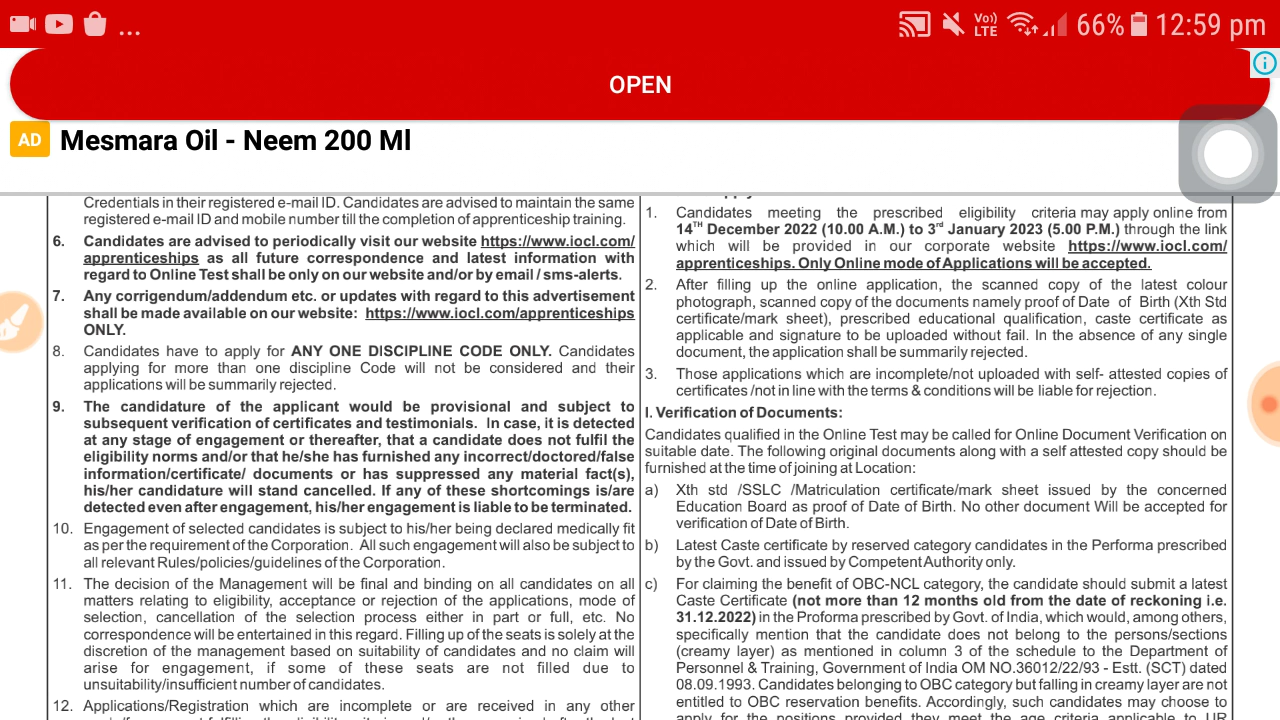 ... Vo)) LTE 66% 12:59 pm
OPEN
AD Mesmara Oil - Neem 200 Ml
Credentials in their registered e-mail ID. Candidates are advised to maintain the same
registered e-mail ID and mobile number till the completion of apprenticeship training.
6. Candidates are advised to periodically visit our website https://www.iocl.com/
apprenticeships as all future correspondence and latest information with
regard to Online Test shall be only on our website and/or by email / sms-alerts.
7. Any corrigendum/addendum etc. or updates with regard to this advertisement
shall be made available on our website: https://www.iocl.com/apprenticeships
ONLY.
8. Candidates have to apply for ANY ONE DISCIPLINE CODE ONLY. Candidates
applying for more than one discipline Code will not be considered and their
applications will be summarily rejected.
9. The candidature of the applicant would be provisional and subject to
subsequent verification of certificates and testimonials. In case, it is detected
at any stage of engagement or thereafter, that a candidate does not fulfil the
eligibility norms and/or that he/she has furnished any incorrect/doctored/false
information/certificate/ documents or has suppressed any material fact(s),
his/her candidature will stand cancelled. If any of these shortcomings is/are
detected even after engagement, his/her engagement is liable to be terminated.
10. Engagement of selected candidates is subject to his/her being declared medically fit
as per the requirement of the Corporation. All such engagement will also be subject to
all relevant Rules/policies/guidelines of the Corporation.
11. The decision of the Management will be final and binding on all candidates on all
matters relating to eligibility, acceptance or rejection of the applications, mode of
selection, cancellation of the selection process either in part or full, etc. No
correspondence will be entertained in this regard. Filling up of the seats is solely at the
discretion of the management based on suitability of candidates and no claim will
arise for engagement, if some of these seats are not filled due to
unsuitability/insufficient number of candidates.
12. Applications/Registration which are incomplete or are received in any other
1. Candidates meeting the prescribed eligibility criteria may apply online from
14TH December 2022 (10.00 A.M.) to 3rd January 2023 (5.00 P.M.) through the link
which will be provided in our corporate website https://www.iocl.com/
apprenticeships. Only Online mode of Applications will be accepted.
2. After filling up the online application, the scanned copy of the latest colour
photograph, scanned copy of the documents namely proof of Date of Birth (Xth Std
certificate/mark sheet), prescribed educational qualification, caste certificate as
applicable and signature to be uploaded without fail. In the absence of any single
document, the application shall be summarily rejected.
3. Those applications which are incomplete/not uploaded with self- attested copies of
certificates /not in line with the terms & conditions will be liable for rejection.
I. Verification of Documents:
Candidates qualified in the Online Test may be called for Online Document Verification on
suitable date. The following original documents along with a self attested copy should be
furnished at the time of joining at Location:
a) Xth std /SSLC /Matriculation certificate/mark sheet issued by the concerned
Education Board as proof of Date of Birth. No other document Will be accepted for
verification of Date of Birth.
b) Latest Caste certificate by reserved category candidates in the Performa prescribed
by the Govt. and issued by Competent Authority only.
c) For claiming the benefit of OBC-NCL category, the candidate should submit a latest
Caste Certificate (not more than 12 months old from the date of reckoning i.e.
31.12.2022) in the Proforma prescribed by Govt. of India, which would, among others,
specifically mention that the candidate does not belong to the persons/sections
(creamy layer) as mentioned in column 3 of the schedule to the Department of
Personnel & Training, Government of India OM NO.36012/22/93 - Estt. (SCT) dated
08.09.1993. Candidates belonging to OBC category but falling in creamy layer are not
entitled to OBC reservation benefits. Accordingly, such candidates may choose to
apply for the positions provided they meet the age criteria applicable to UR